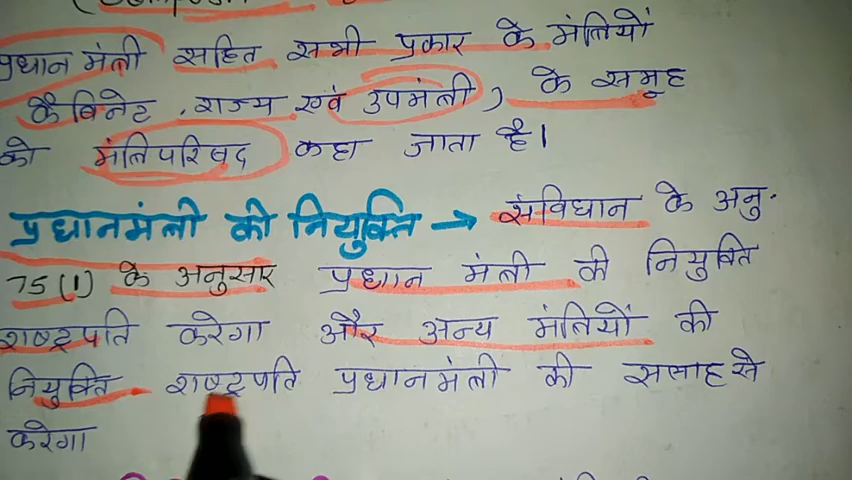 प्रधान मंत्री सहित सभी प्रकार के मंत्रियों
कैबिनेट , राज्य एवं उपमंत्री) के समूह
को मंत्रिपरिषद कहा जाता है।
प्रधानमंत्री की नियुक्ति → संविधान के अनु.
75 (1) के अनुसार प्रधान मंत्री की नियुक्ति
राष्ट्रपति करेगा और अन्य मंत्रियों की
नियुक्ति राष्ट्रपति प्रधानमंत्री की सलाह से
करेगा